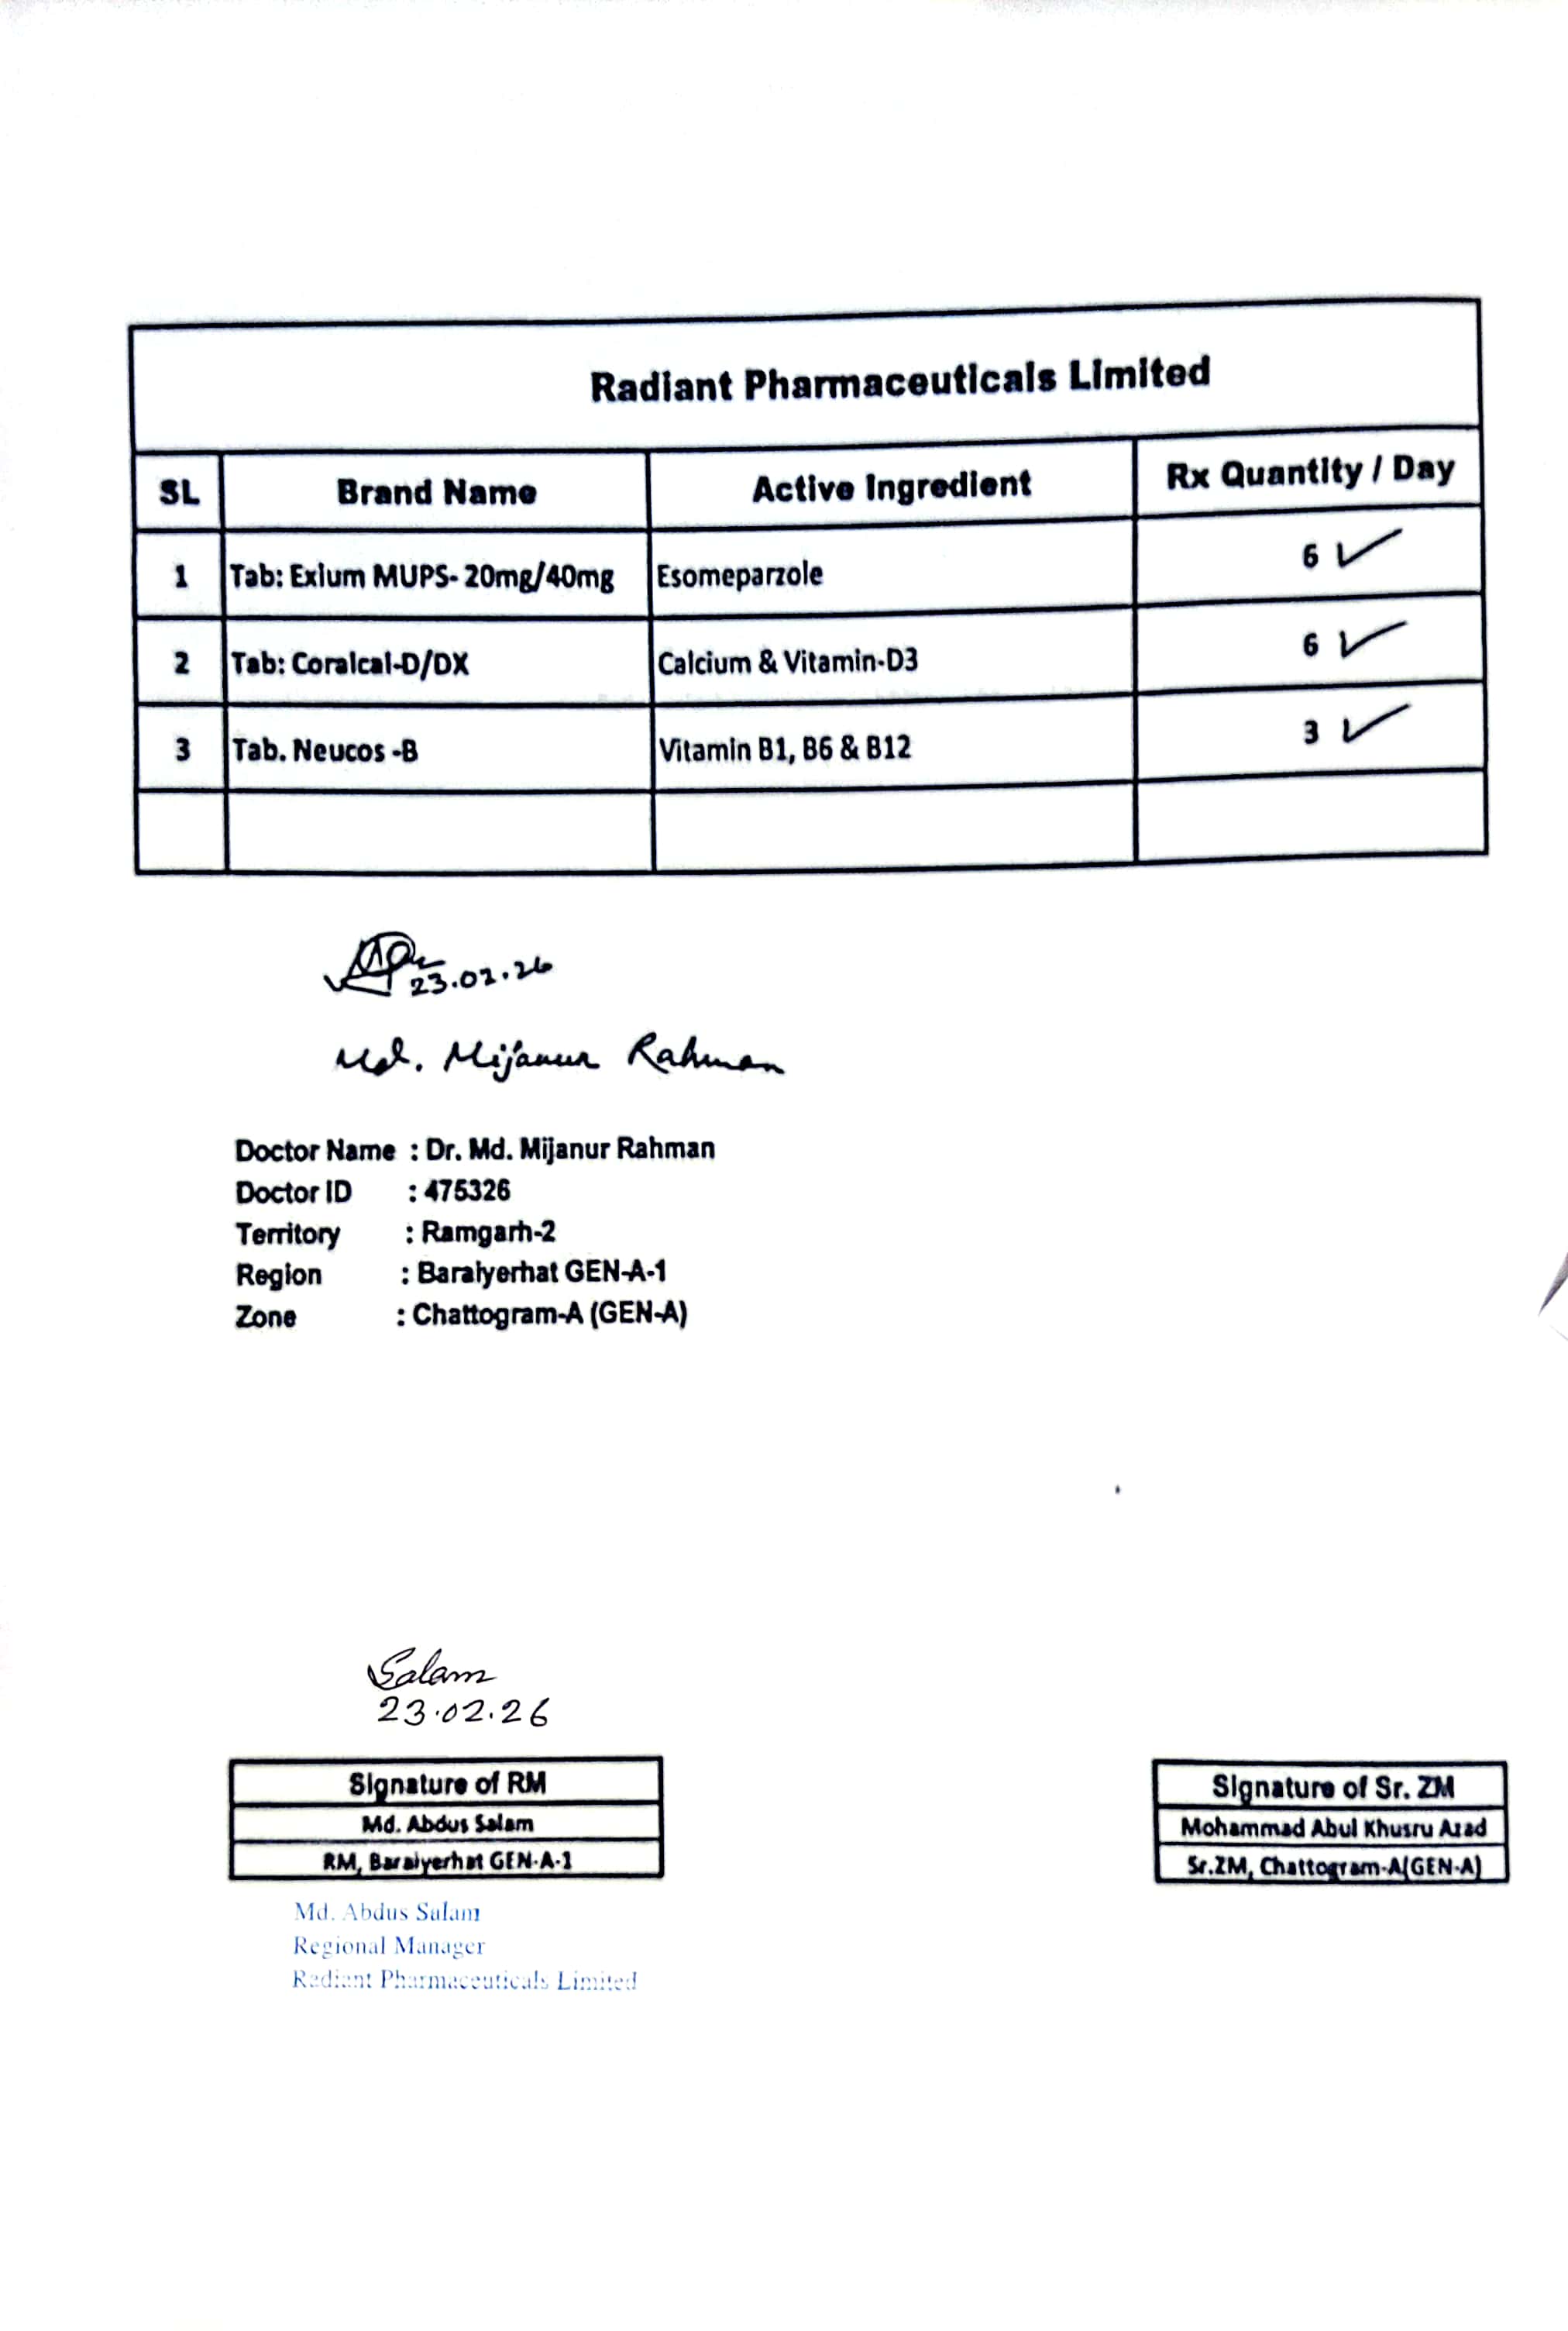 Radiant Pharmaceuticals Limited
SL Brand Name Active Ingredient Rx Quantity / Day
1 Tab: Exium MUPS- 20mg/40mg Esomeparzole 6 ✓
2 Tab: Coralcal-D/DX Calcium & Vitamin-D3 6 ✓
3 Tab. Neucos -B Vitamin B1, B6 & B12 3 ✓
23.02.26
Md. Mijanur Rahman
Doctor Name : Dr. Md. Mijanur Rahman
Doctor ID : 475326
Territory : Ramgarh-2
Region : Baraiyerhat GEN-A-1
Zone : Chattogram-A (GEN-A)
Salam
23.02.26
Signature of RM
Md. Abdus Salam
RM, Baraiyerhat GEN-A-1
Signature of Sr. ZM
Mohammad Abul Khusru Azad
Sr.ZM, Chattogram-A(GEN-A)
Md. Abdus Salam
Regional Manager
Radiant Pharmaceuticals Limited